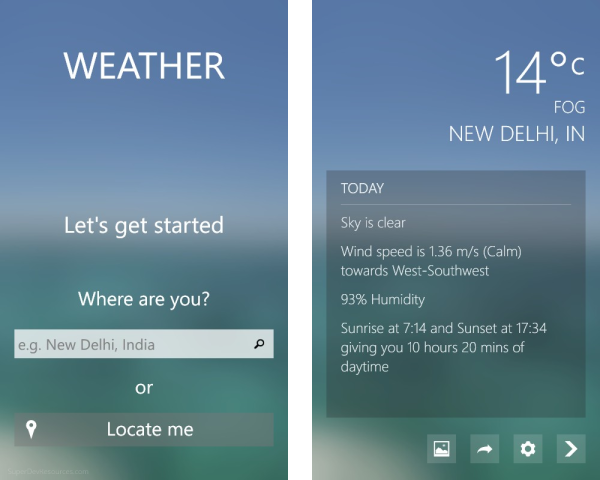 WEATHER
Let's get started
Where are you?
e.g. New Delhi, India
or
Locate me
14°C
FOG
NEW DELHI, IN
TODAY
Sky is clear
Wind speed is 1.36 m/s (Calm)
towards West-Southwest
93% Humidity
Sunrise at 7:14 and Sunset at 17:34
giving you 10 hours 20 mins of
daytime